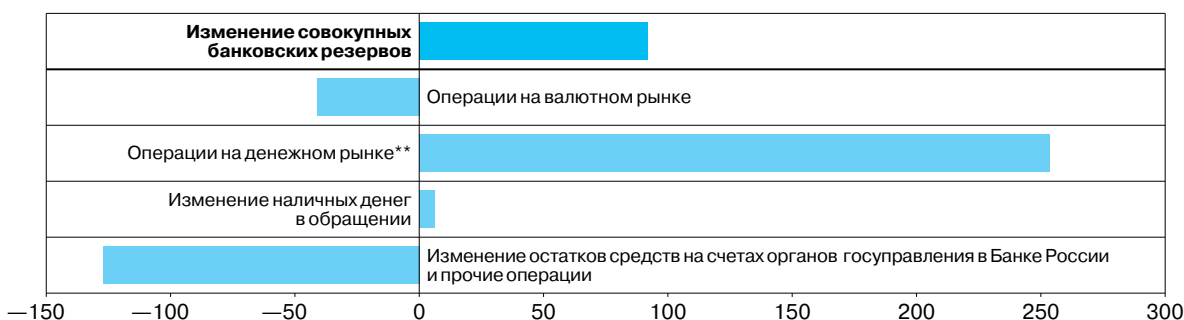 Изменение совокупных
банковских резервов
Операции на валютном рынке
Операции на денежном рынке**
Изменение наличных денег
в обращении
Изменение остатков средств на счетах органов госуправления в Банке России
и прочие операции
—150 —100 —50 0 50 100 150 200 250 300